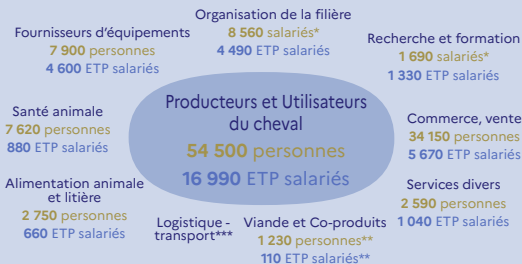 Organisation de la filière
8 560 salariés*
4 490 ETP salariés
Fournisseurs d'équipements
7 900 personnes
4 600 ETP salariés
Recherche et formation
1 690 salariés*
1 330 ETP salariés
Santé animale
7 620 personnes
880 ETP salariés
Producteurs et Utilisateurs
du cheval
54 500 personnes
16 990 ETP salariés
Commerce, vente
34 150 personnes
5 670 ETP salariés
Alimentation animale
et litière
2 750 personnes
660 ETP salariés
Logistique -
transport***
Viande et Co-produits
1 230 personnes**
110 ETP salariés**
Services divers
2 590 personnes
1 040 ETP salariés